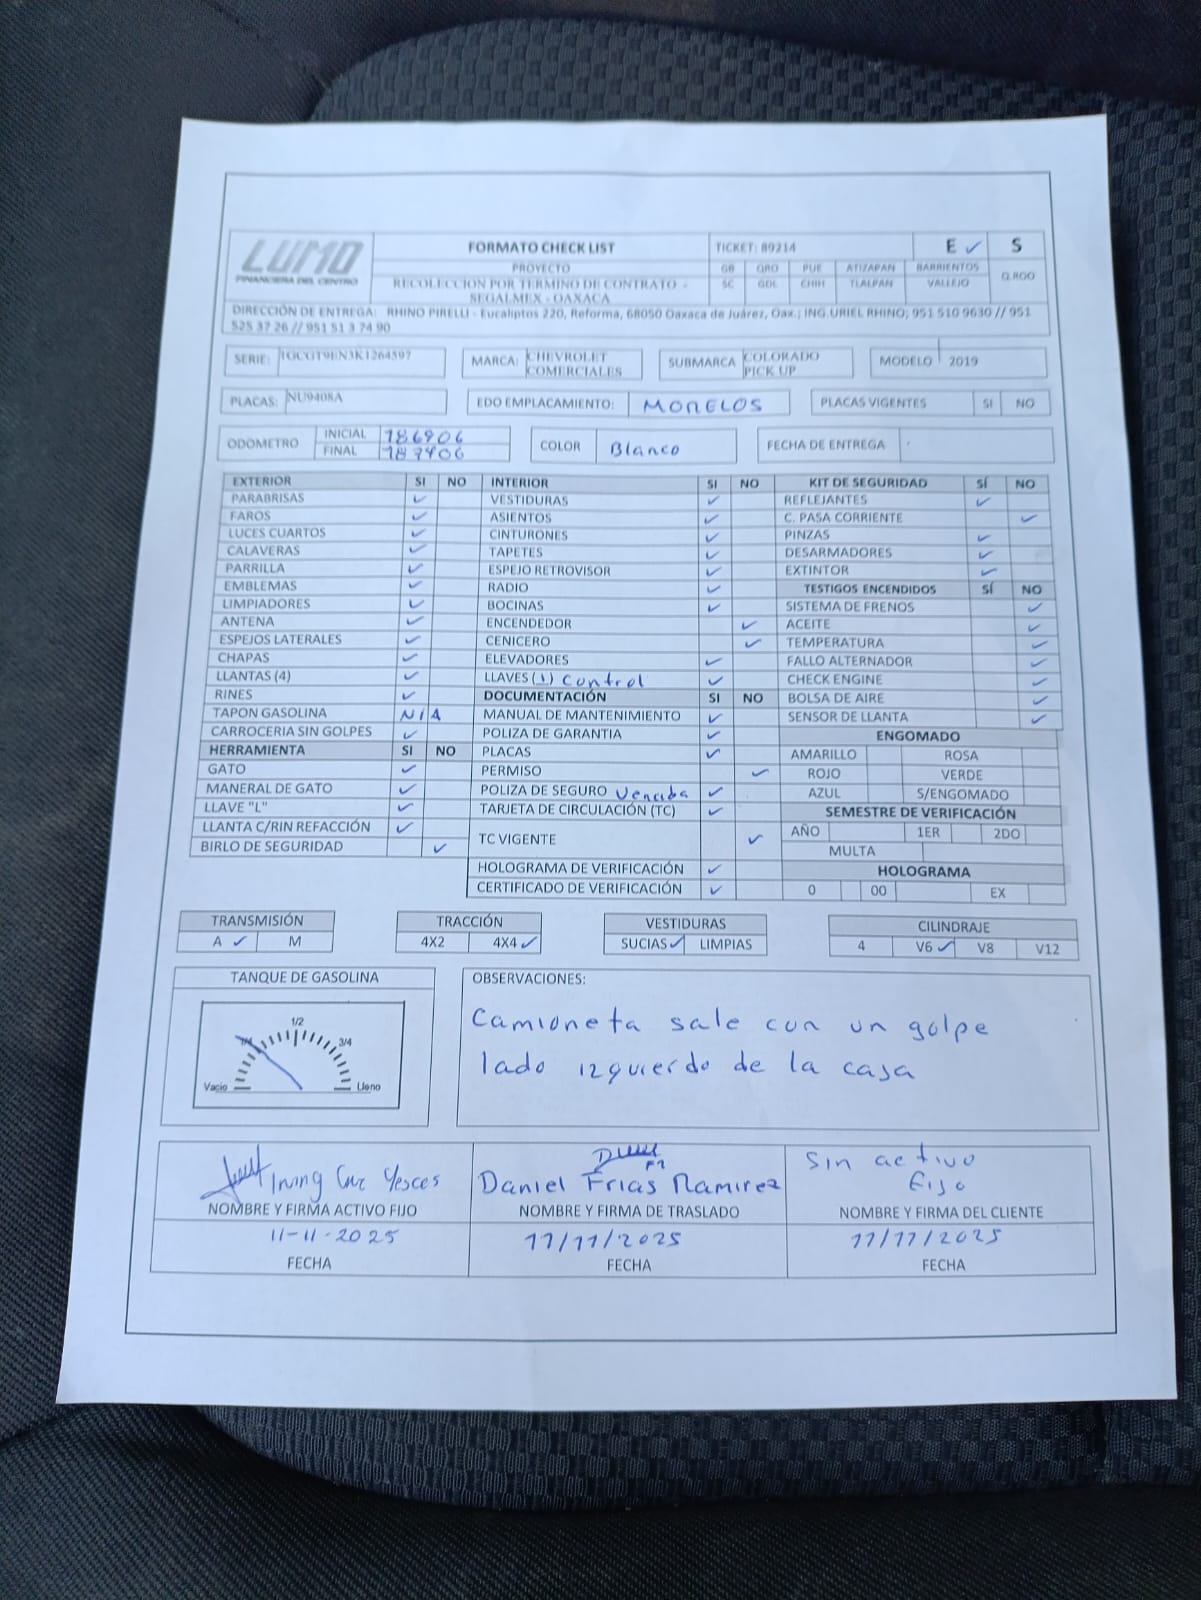 LUMO
FINANCIERA DEL CENTRO
FORMATO CHECK LIST
TICKET: 89214
E ✓ S
PROYECTO
RECOLECCION POR TERMINO DE CONTRATO -
SEGALMEX - OAXACA
GB QRO PUE ATIZAPAN BARRIENTOS Q.ROO
SC GDL CHIH TLALPAN VALLEJO
DIRECCIÓN DE ENTREGA: RHINO PIRELLI - Eucaliptos 220, Reforma, 68050 Oaxaca de Juárez, Oax.; ING.URIEL RHINO; 951 510 9630 // 951
525 37 26 // 951 51 3 74 90
SERIE: 1GCGT9EN3K1264597 MARCA: CHEVROLET COMERCIALES SUBMARCA COLORADO PICK UP MODELO 2019
PLACAS: NU9408A EDO EMPLACAMIENTO: MORELOS PLACAS VIGENTES SI NO
ODOMETRO INICIAL 186906 COLOR Blanco FECHA DE ENTREGA
FINAL 187906
EXTERIOR SI NO INTERIOR SI NO KIT DE SEGURIDAD SÍ NO
PARABRISAS ✓ VESTIDURAS ✓ REFLEJANTES ✓
FAROS ✓ ASIENTOS ✓ C. PASA CORRIENTE ✓
LUCES CUARTOS ✓ CINTURONES ✓ PINZAS ✓
CALAVERAS ✓ TAPETES ✓ DESARMADORES ✓
PARRILLA ✓ ESPEJO RETROVISOR ✓ EXTINTOR ✓
EMBLEMAS ✓ RADIO ✓ TESTIGOS ENCENDIDOS SÍ NO
LIMPIADORES ✓ BOCINAS ✓ SISTEMA DE FRENOS ✓
ANTENA ✓ ENCENDEDOR ✓ ACEITE ✓
ESPEJOS LATERALES ✓ CENICERO ✓ TEMPERATURA ✓
CHAPAS ✓ ELEVADORES ✓ FALLO ALTERNADOR ✓
LLANTAS (4) ✓ LLAVES (1) control ✓ CHECK ENGINE ✓
RINES ✓ DOCUMENTACIÓN SI NO BOLSA DE AIRE ✓
TAPON GASOLINA N/A MANUAL DE MANTENIMIENTO ✓ SENSOR DE LLANTA ✓
CARROCERIA SIN GOLPES ✓ POLIZA DE GARANTIA ✓ ENGOMADO
HERRAMIENTA SI NO PLACAS ✓ AMARILLO ROSA
GATO ✓ PERMISO ✓ ROJO VERDE
MANERAL DE GATO ✓ POLIZA DE SEGURO Vencida ✓ AZUL S/ENGOMADO
LLAVE "L" ✓ TARJETA DE CIRCULACIÓN (TC) ✓ SEMESTRE DE VERIFICACIÓN
LLANTA C/RIN REFACCIÓN ✓ TC VIGENTE ✓ AÑO 1ER 2DO
BIRLO DE SEGURIDAD ✓ MULTA
HOLOGRAMA DE VERIFICACIÓN ✓ HOLOGRAMA
CERTIFICADO DE VERIFICACIÓN ✓ 0 00 EX
TRANSMISIÓN TRACCIÓN VESTIDURAS CILINDRAJE
A ✓ M 4X2 4X4 ✓ SUCIAS ✓ LIMPIAS 4 V6 ✓ V8 V12
TANQUE DE GASOLINA
1/4 1/2 3/4
Vacio Lleno
OBSERVACIONES:
Camioneta sale con un golpe
lado izquierdo de la caja
Irving Cruz Yescas
NOMBRE Y FIRMA ACTIVO FIJO
11-11-2025
FECHA
Daniel Frias Ramirez
NOMBRE Y FIRMA DE TRASLADO
11/11/2025
FECHA
Sin activo
fijo
NOMBRE Y FIRMA DEL CLIENTE
11/11/2025
FECHA